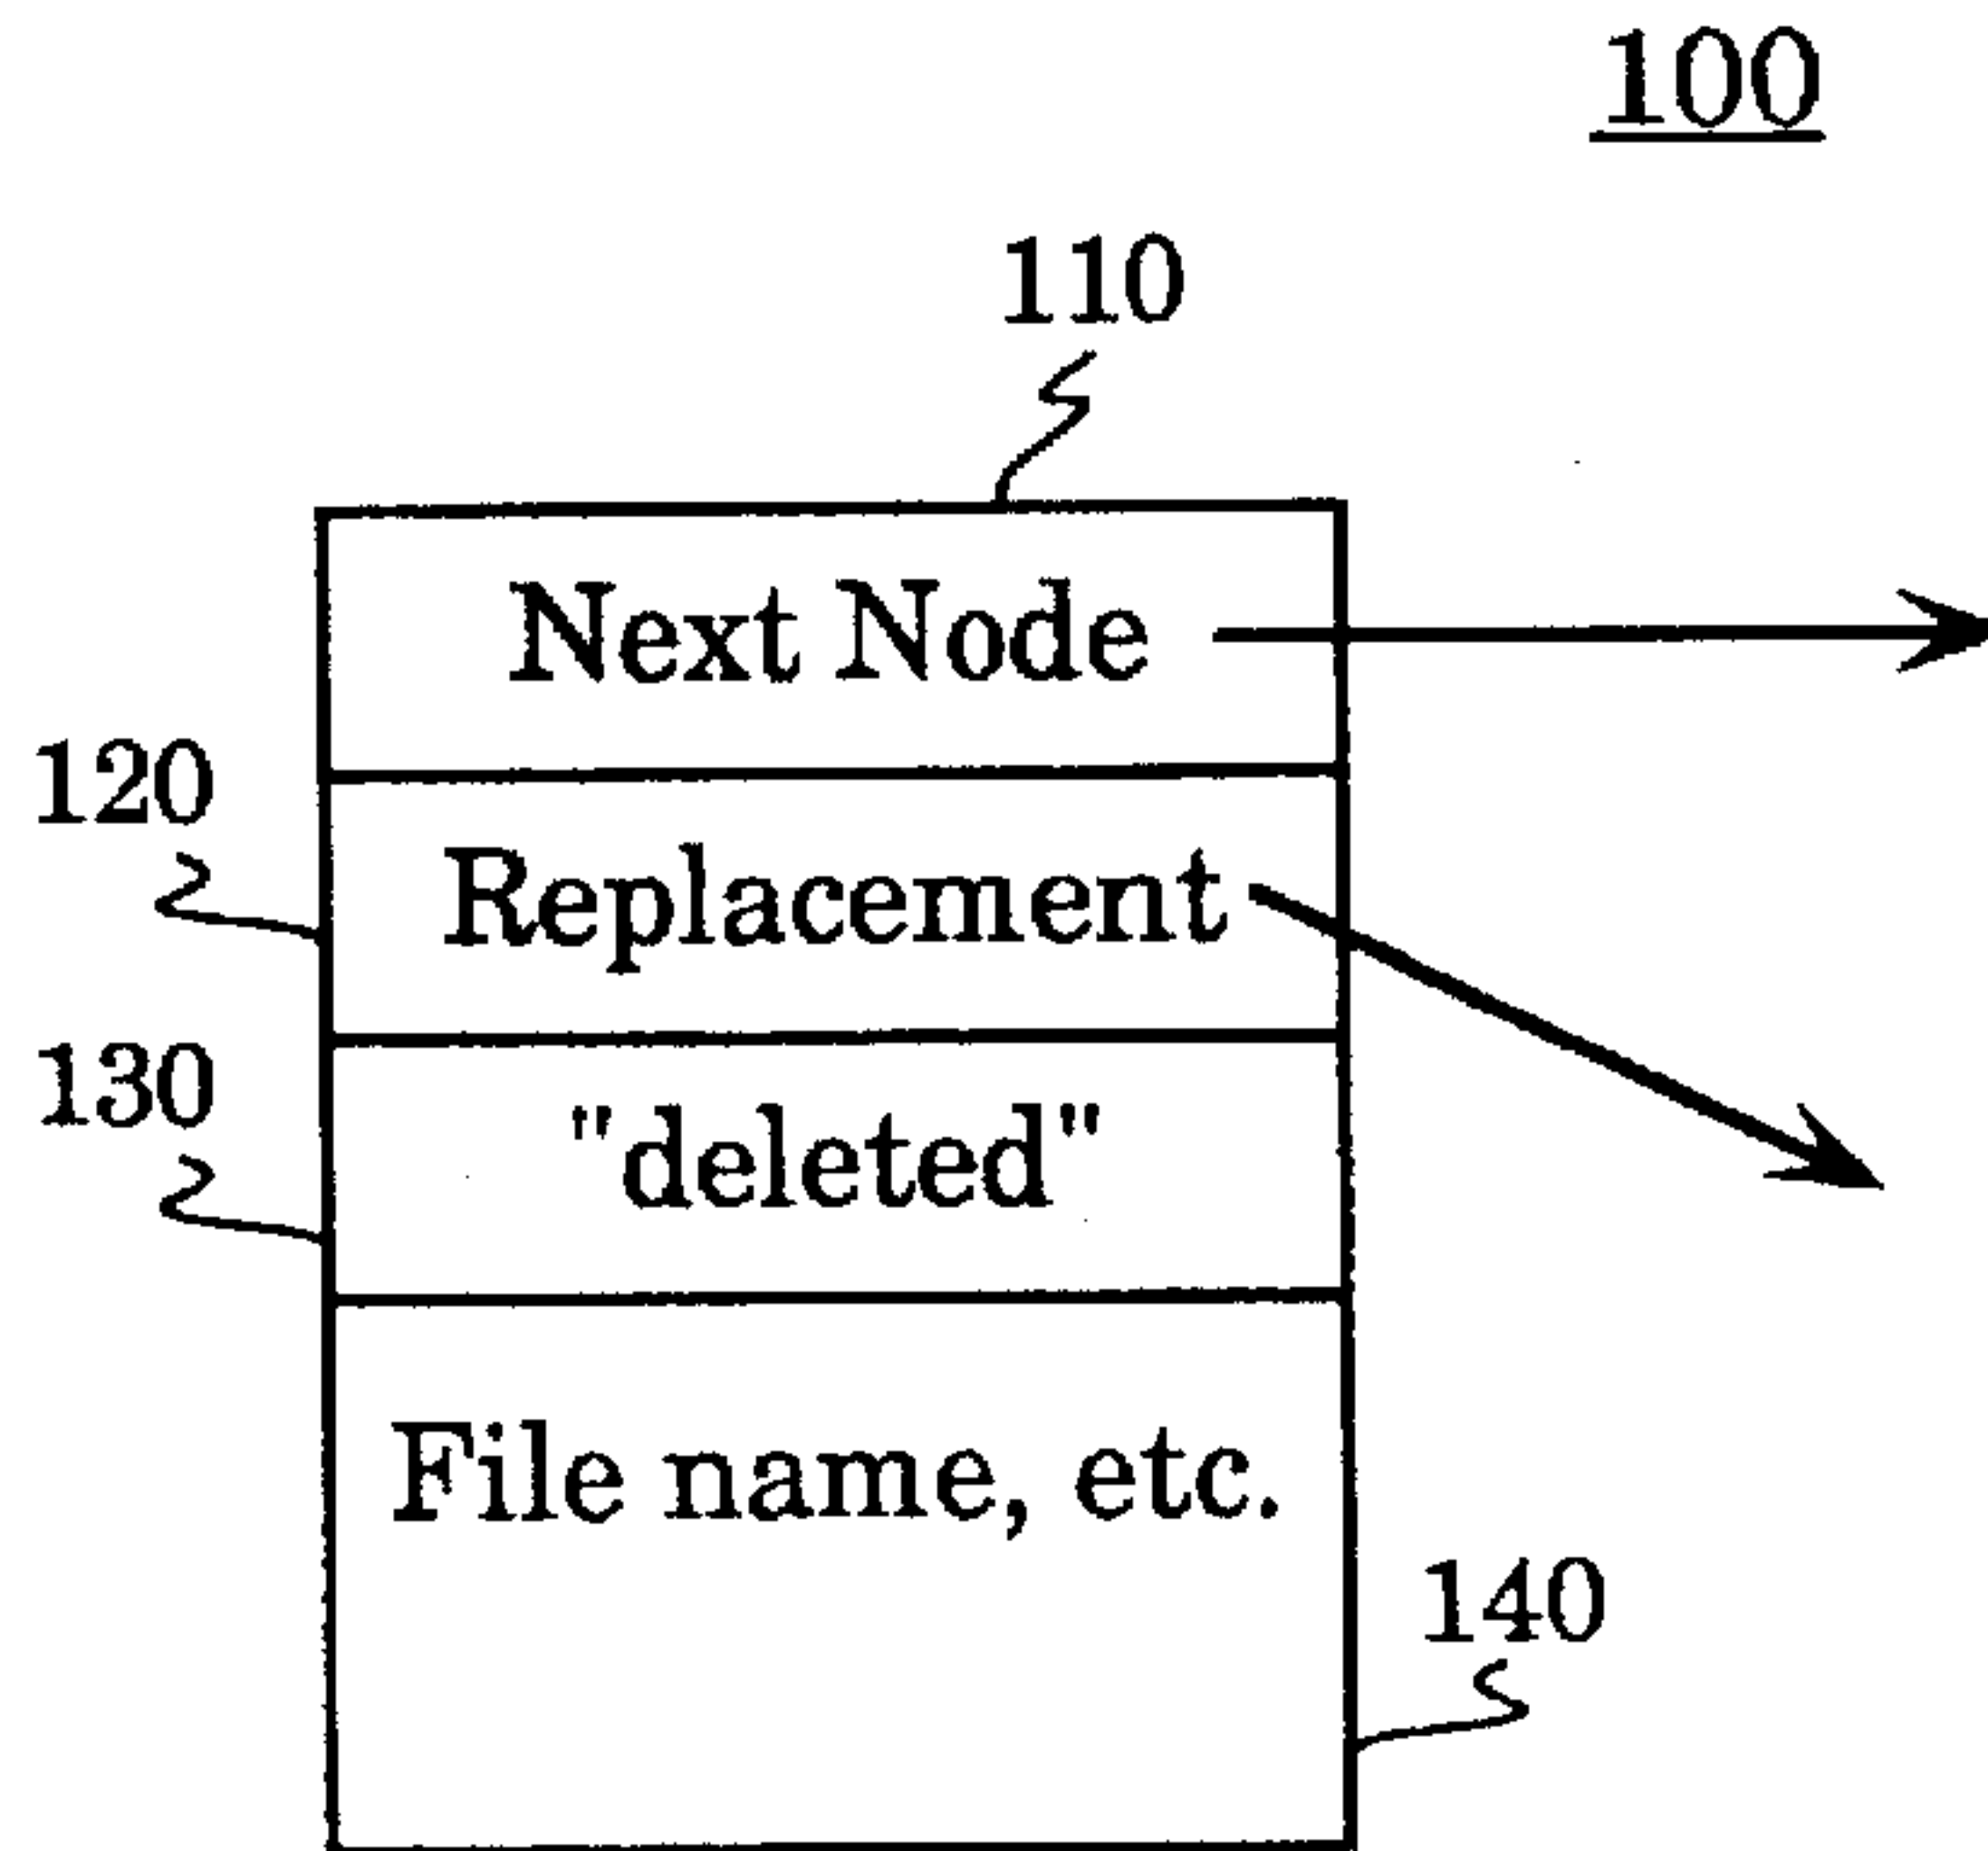 100
110
Next Node
120
Replacement
130
"deleted"
File name, etc.
140